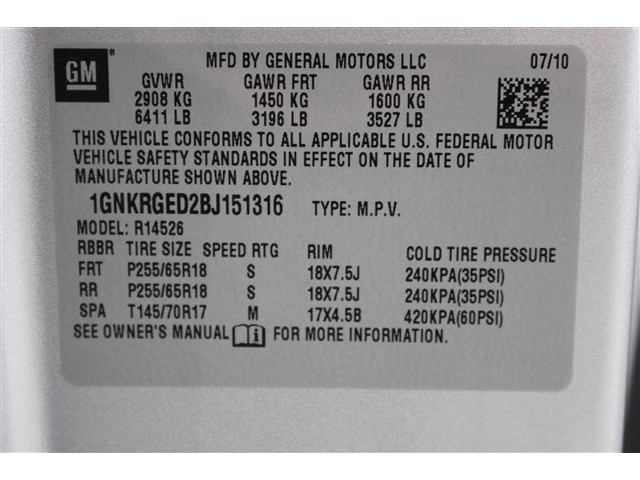 GM
MFD BY GENERAL MOTORS LLC 07/10
GVWR GAWR FRT GAWR RR
2908 KG 1450 KG 1600 KG
6411 LB 3196 LB 3527 LB
THIS VEHICLE CONFORMS TO ALL APPLICABLE U.S. FEDERAL MOTOR
VEHICLE SAFETY STANDARDS IN EFFECT ON THE DATE OF
MANUFACTURE SHOWN ABOVE.
1GNKRGED2BJ151316 TYPE: M.P.V.
MODEL: R14526
RBBR TIRE SIZE SPEED RTG RIM COLD TIRE PRESSURE
FRT P255/65R18 S 18X7.5J 240KPA(35PSI)
RR P255/65R18 S 18X7.5J 240KPA(35PSI)
SPA T145/70R17 M 17X4.5B 420KPA(60PSI)
SEE OWNER'S MANUAL i FOR MORE INFORMATION.